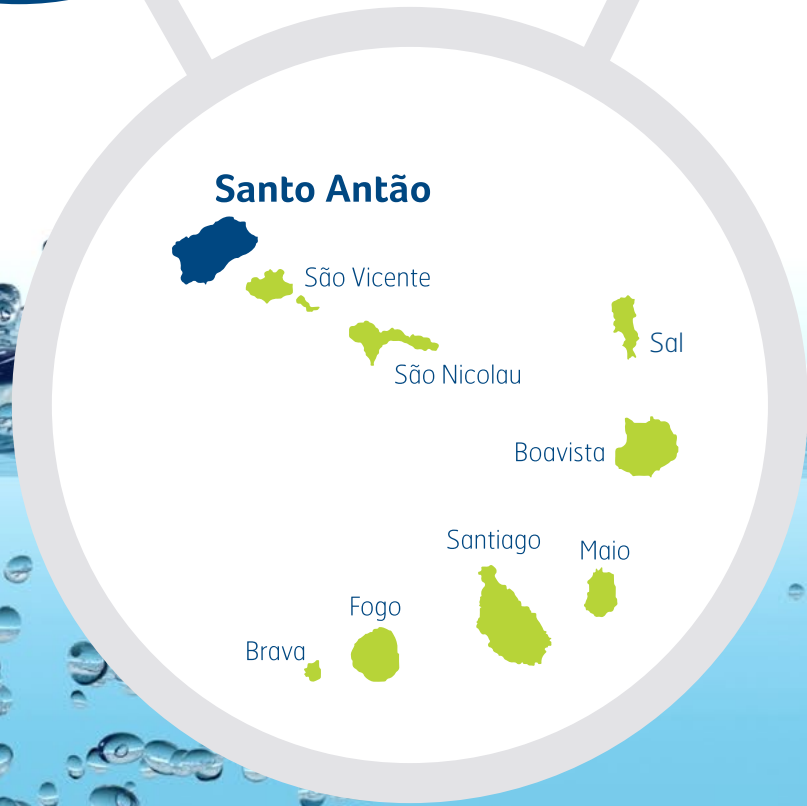 Santo Antão
São Vicente
Sal
São Nicolau
Boavista
Santiago
Maio
Fogo
Brava